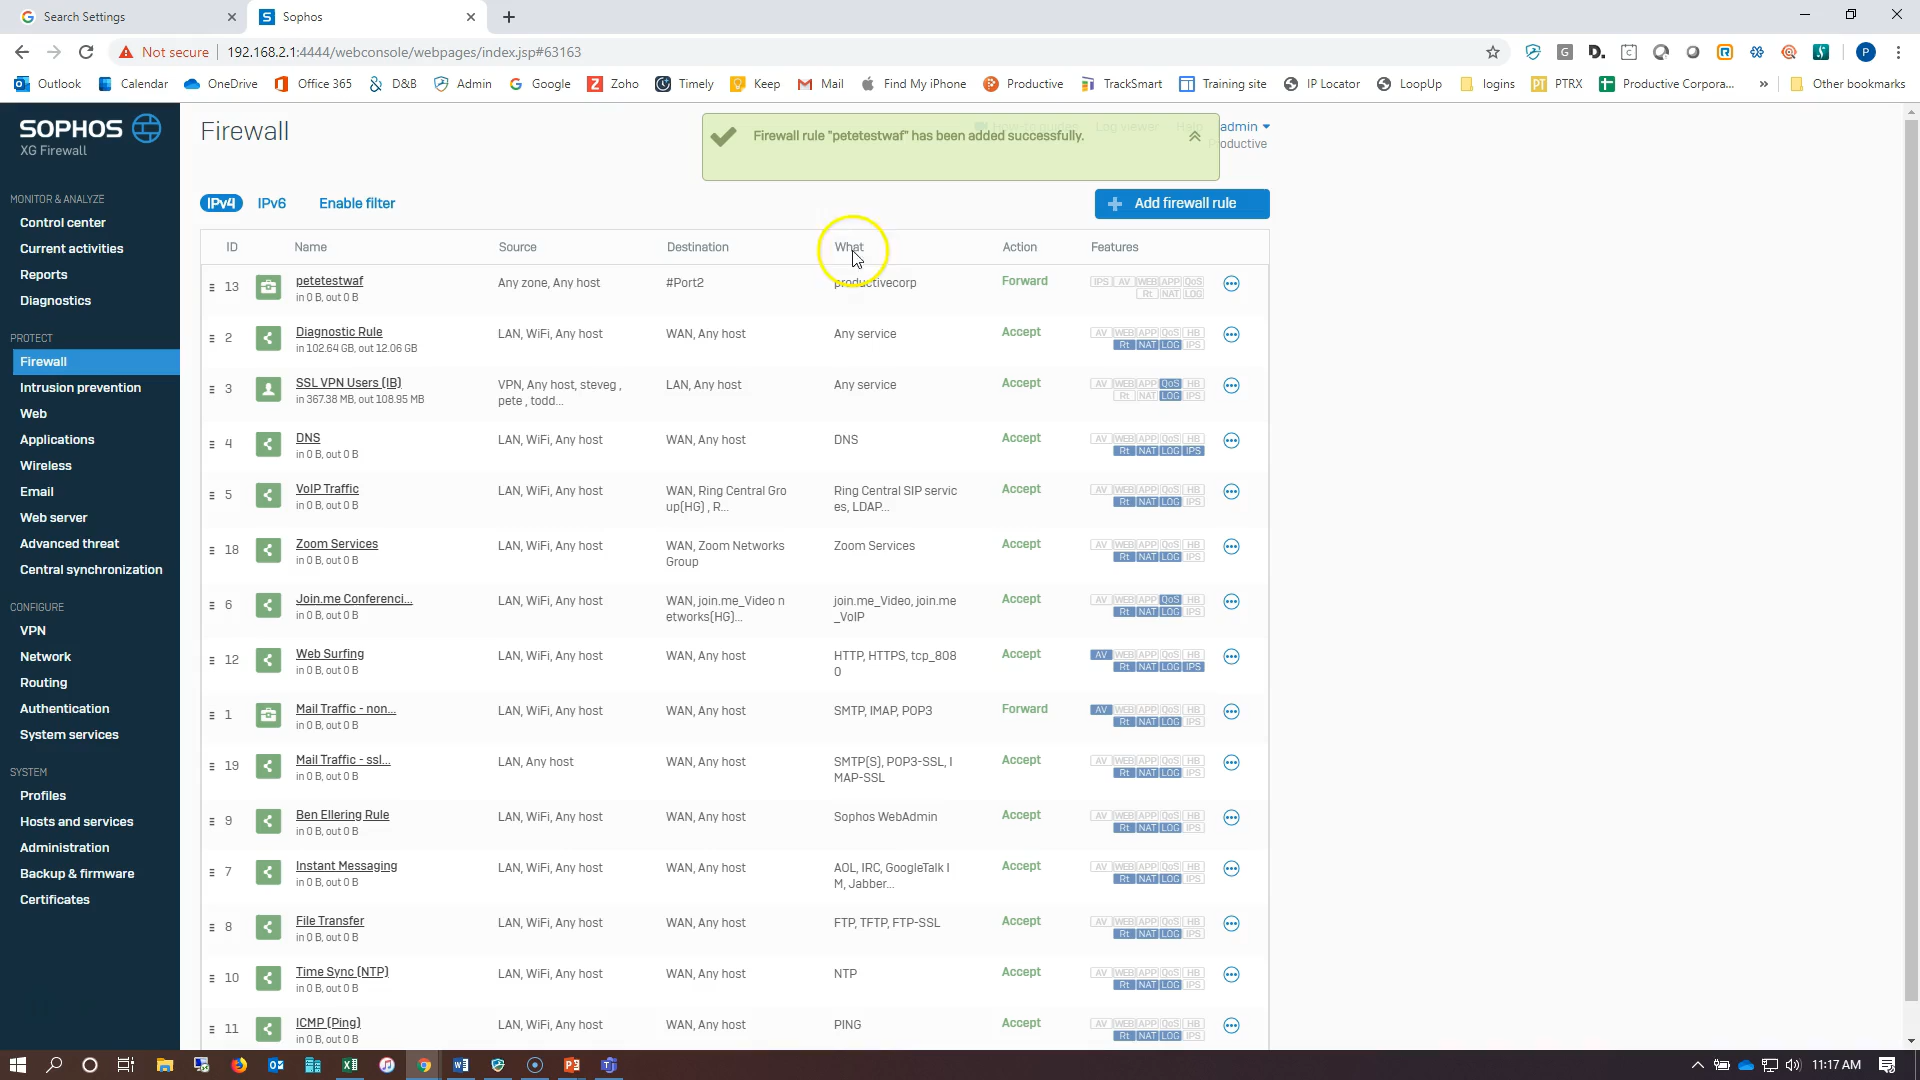 Search Settings
Sophos
Not secure
192.168.2.1:4444/webconsole/webpages/index.jsp#63163
Outlook
Calendar
OneDrive
Office 365
D&B
Admin
Google
Zoho
Timely
Keep
Mail
Find My iPhone
Productive
TrackSmart
Training site
IP Locator
LoopUp
logins
PTRX
Productive Corpora...
»
Other bookmarks
SOPHOS
XG Firewall
Firewall
Firewall rule "petetestwaf" has been added successfully.
Log viewer
admin
oductive
MONITOR & ANALYZE
Control center
Current activities
Reports
Diagnostics
PROTECT
Firewall
Intrusion prevention
Web
Applications
Wireless
Email
Web server
Advanced threat
Central synchronization
CONFIGURE
VPN
Network
Routing
Authentication
System services
SYSTEM
Profiles
Hosts and services
Administration
Backup & firmware
Certificates
IPv4 IPv6 Enable filter
Add firewall rule
ID Name Source Destination What Action Features
13 petetestwaf Any zone, Any host #Port2 productivecorp Forward IPS AV WEB APP QoS
in 0 B, out 0 B Rt NAT LOG
2 Diagnostic Rule LAN, WiFi, Any host WAN, Any host Any service Accept AV WEB APP QoS HB
in 102.64 GB, out 12.06 GB Rt NAT LOG IPS
3 SSL VPN Users (IB) VPN, Any host, steveg , LAN, Any host Any service Accept AV WEB APP QoS HB
in 367.38 MB, out 108.95 MB pete , todd... Rt NAT LOG IPS
4 DNS LAN, WiFi, Any host WAN, Any host DNS Accept AV WEB APP QoS HB
in 0 B, out 0 B Rt NAT LOG IPS
5 VoIP Traffic LAN, WiFi, Any host WAN, Ring Central Gro Ring Central SIP servic Accept AV WEB APP QoS HB
in 0 B, out 0 B up(HG) , R... es, LDAP... Rt NAT LOG IPS
18 Zoom Services LAN, WiFi, Any host WAN, Zoom Networks Zoom Services Accept AV WEB APP QoS HB
in 0 B, out 0 B Group Rt NAT LOG IPS
6 Join.me Conferenci... LAN, WiFi, Any host WAN, join.me_Video n join.me_Video, join.me Accept AV WEB APP QoS HB
in 0 B, out 0 B etworks(HG)... _VoIP Rt NAT LOG IPS
12 Web Surfing LAN, WiFi, Any host WAN, Any host HTTP, HTTPS, tcp_808 Accept AV WEB APP QoS HB
in 0 B, out 0 B 0 Rt NAT LOG IPS
1 Mail Traffic - non... LAN, WiFi, Any host WAN, Any host SMTP, IMAP, POP3 Forward AV WEB APP QoS HB
in 0 B, out 0 B Rt NAT LOG IPS
19 Mail Traffic - ssl... LAN, Any host WAN, Any host SMTP(S), POP3-SSL, I Accept AV WEB APP QoS HB
in 0 B, out 0 B MAP-SSL Rt NAT LOG IPS
9 Ben Ellering Rule LAN, WiFi, Any host WAN, Any host Sophos WebAdmin Accept AV WEB APP QoS HB
in 0 B, out 0 B Rt NAT LOG IPS
7 Instant Messaging LAN, WiFi, Any host WAN, Any host AOL, IRC, GoogleTalk I Accept AV WEB APP QoS HB
in 0 B, out 0 B M, Jabber... Rt NAT LOG IPS
8 File Transfer LAN, WiFi, Any host WAN, Any host FTP, TFTP, FTP-SSL Accept AV WEB APP QoS HB
in 0 B, out 0 B Rt NAT LOG IPS
10 Time Sync (NTP) LAN, WiFi, Any host WAN, Any host NTP Accept AV WEB APP QoS HB
in 0 B, out 0 B Rt NAT LOG IPS
11 ICMP (Ping) LAN, WiFi, Any host WAN, Any host PING Accept AV WEB APP QoS HB
in 0 B, out 0 B Rt NAT LOG IPS
11:17 AM